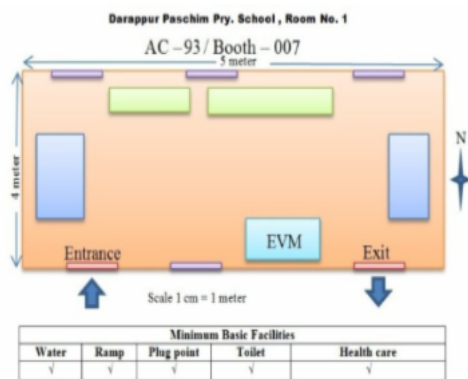 Darappur Paschim Pry. School, Room No. 1
AC – 93 / Booth – 007
5 meter
4 meter
N
EVM
Entrance
Exit
Scale 1 cm = 1 meter
Minimum Basic Facilities
Water Ramp Plug point Toilet Health care
√ √ √ √ √